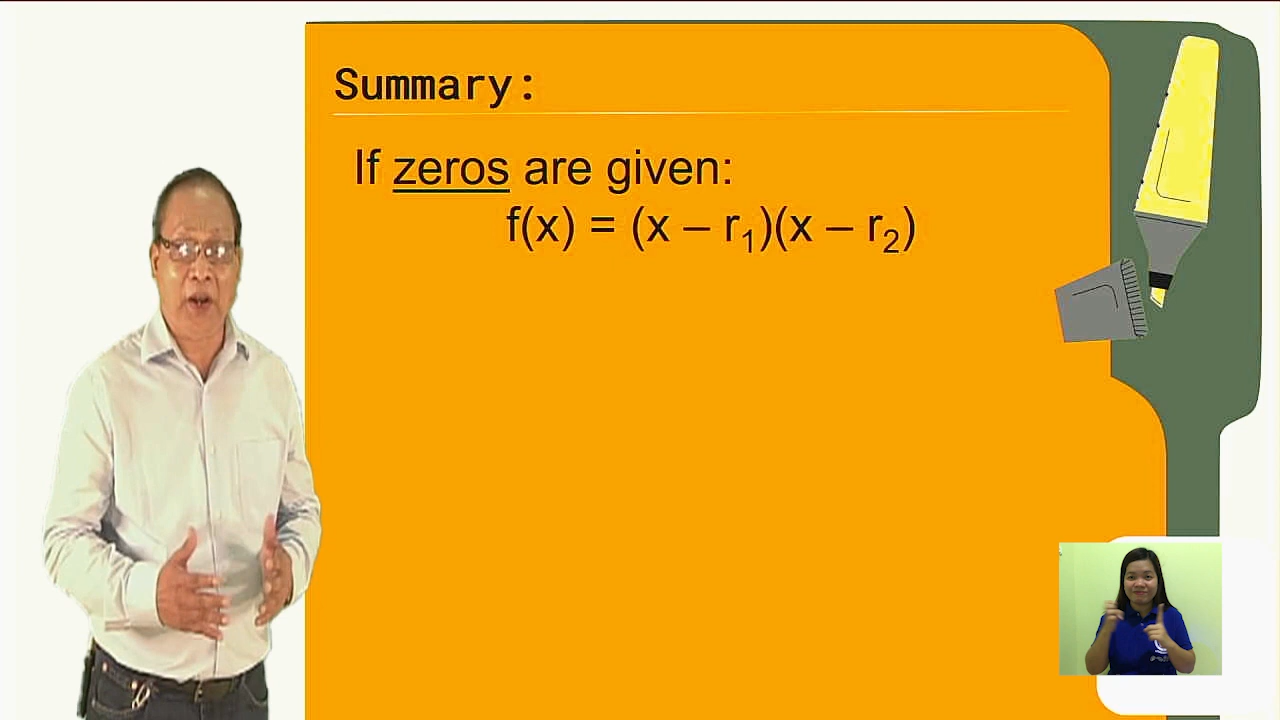 Summary:
If zeros are given:
f(x) = (x – r₁)(x – r₂)